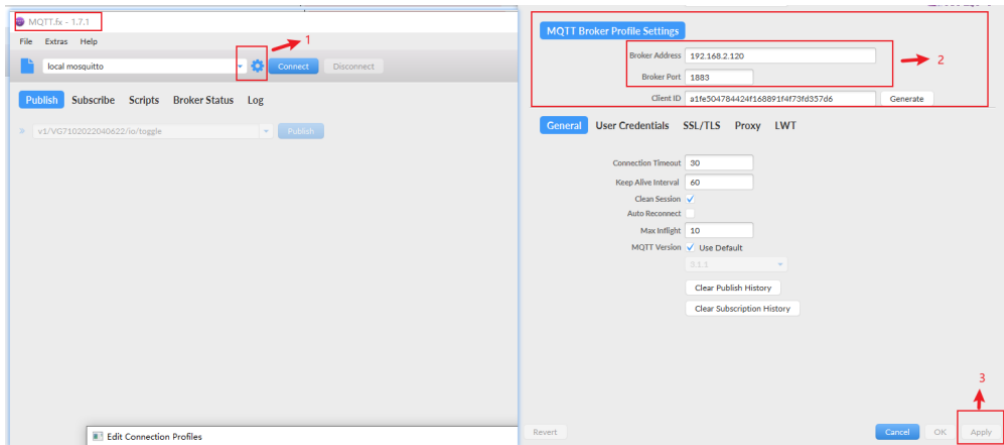 MQTT.fx - 1.7.1
File Extras Help
1
local mosquitto
Connect Disconnect
Publish Subscribe Scripts Broker Status Log
v1/VG7102022040622/io/toggle
Publish
Edit Connection Profiles
MQTT Broker Profile Settings
Broker Address 192.168.2.120
2
Broker Port 1883
Client ID a1fe504784424f168891f4f73fd357d6 Generate
General User Credentials SSL/TLS Proxy LWT
Connection Timeout 30
Keep Alive Interval 60
Clean Session
Auto Reconnect
Max Inflight 10
MQTT Version Use Default
3.1.1
Clear Publish History
Clear Subscription History
3
Revert Cancel OK Apply